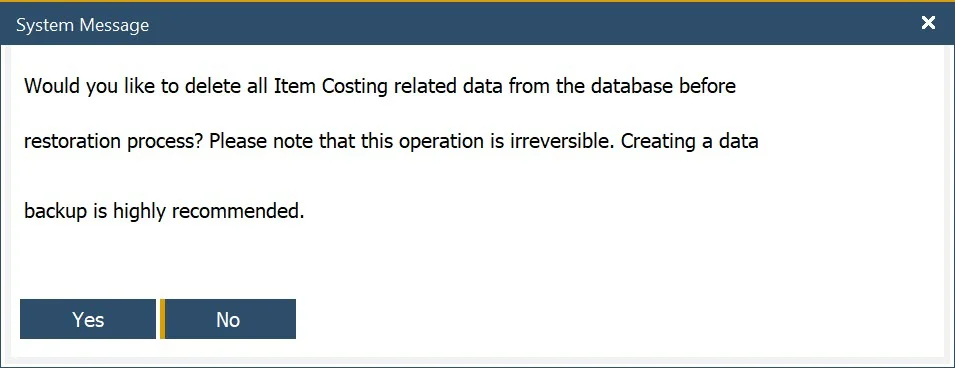 System Message
Would you like to delete all Item Costing related data from the database before
restoration process? Please note that this operation is irreversible. Creating a data
backup is highly recommended.
Yes
No